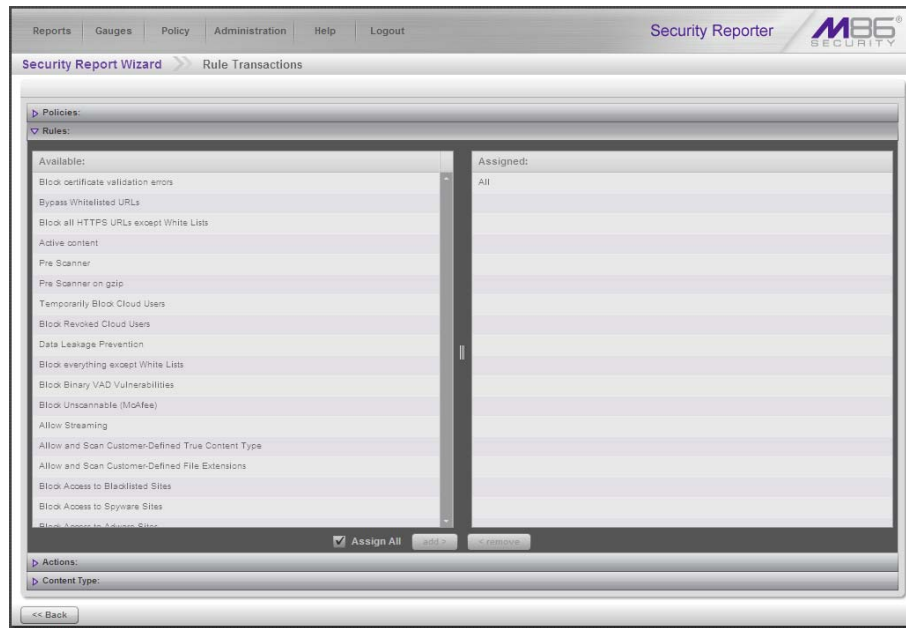 Reports Gauges Policy Administration Help Logout
Security Reporter
M86®
SECURITY
Security Report Wizard Rule Transactions
Policies:
Rules:
Available:
Block certificate validation errors
Bypass Whitelisted URLs
Block all HTTPS URLs except White Lists
Active content
Pre Scanner
Pre Scanner on gzip
Temporarily Block Cloud Users
Block Revoked Cloud Users
Data Leakage Prevention
Block everything except White Lists
Block Binary VAD Vulnerabilities
Block Unscannable (McAfee)
Allow Streaming
Allow and Scan Customer-Defined True Content Type
Allow and Scan Customer-Defined File Extensions
Block Access to Blacklisted Sites
Block Access to Spyware Sites
Block Access to Adware Sites
Assigned:
All
Assign All add > < remove
Actions:
Content Type:
<< Back